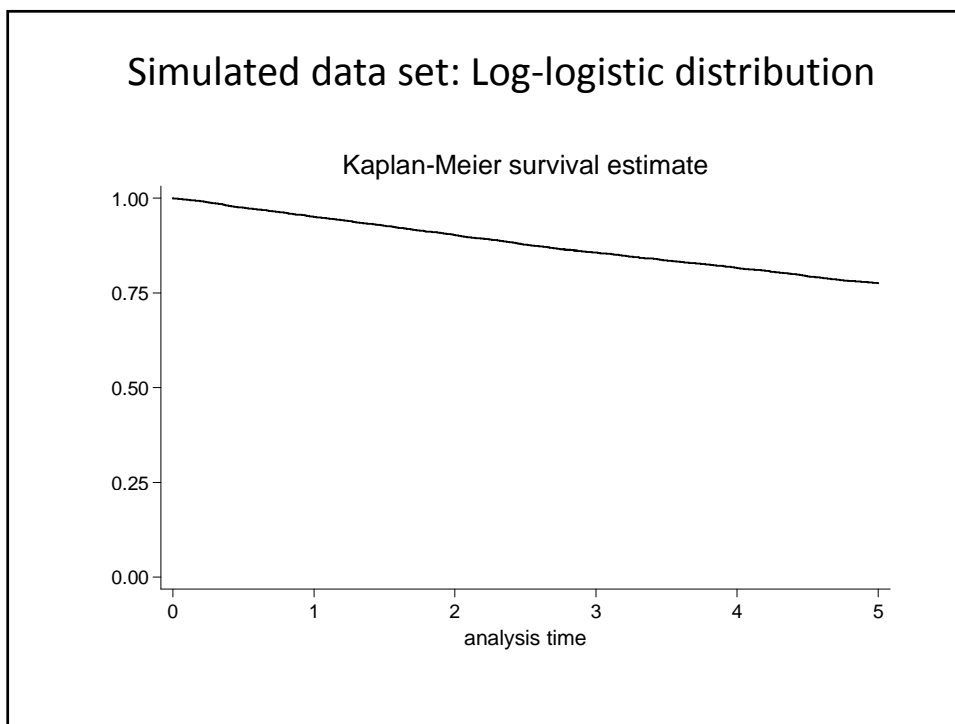 Simulated data set: Log-logistic distribution
Kaplan-Meier survival estimate
1.00
0.75
0.50
0.25
0.00
0 1 2 3 4 5
analysis time